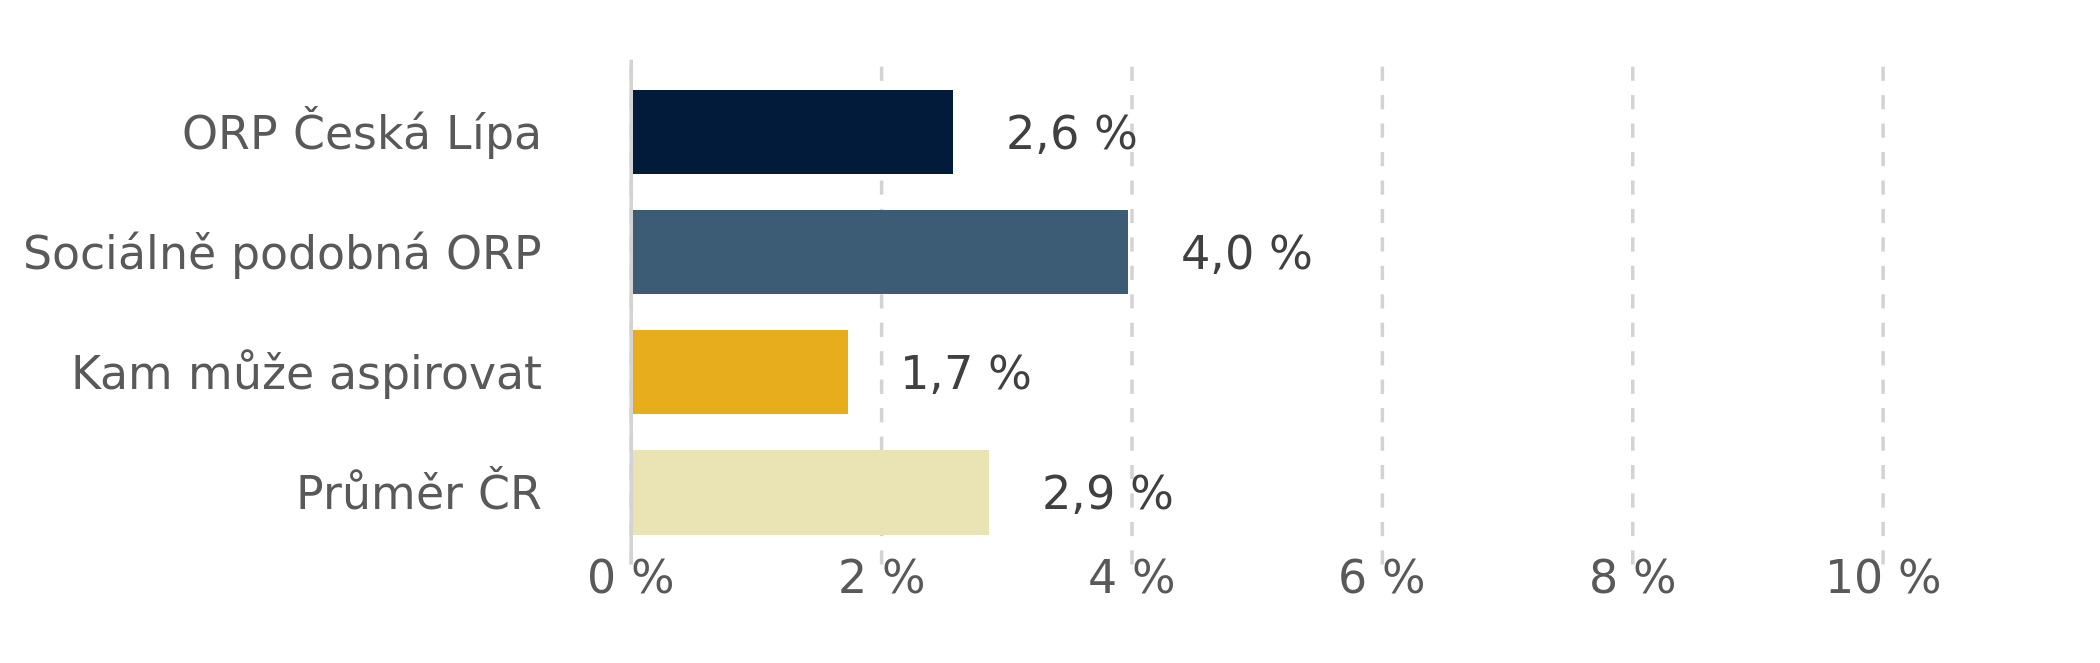 ORP Česká Lípa 2,6 %
Sociálně podobná ORP 4,0 %
Kam může aspirovat 1,7 %
Průměr ČR 2,9 %
0 % 2 % 4 % 6 % 8 % 10 %